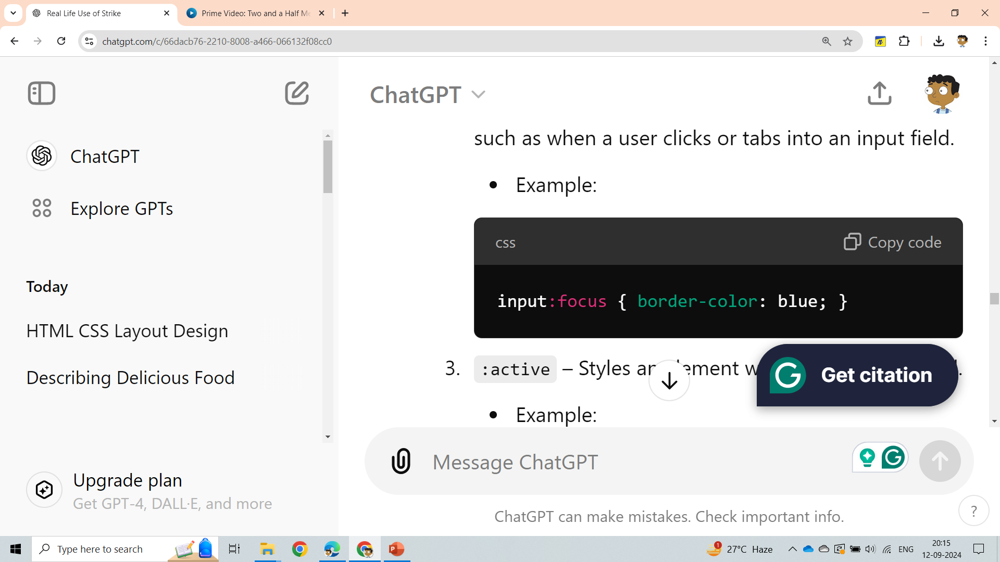 Real Life Use of Strike
Prime Video: Two and a Half Me
chatgpt.com/c/66dacb76-2210-8008-a466-066132f08cc0
ChatGPT
Explore GPTs
Today
HTML CSS Layout Design
Describing Delicious Food
Upgrade plan
Get GPT-4, DALL·E, and more
ChatGPT
such as when a user clicks or tabs into an input field.
• Example:
css
Copy code
input:focus { border-color: blue; }
3. :active – Styles an element w
Get citation
• Example:
Message ChatGPT
ChatGPT can make mistakes. Check important info.
?
Type here to search
1
27°C Haze
ENG
20:15
12-09-2024